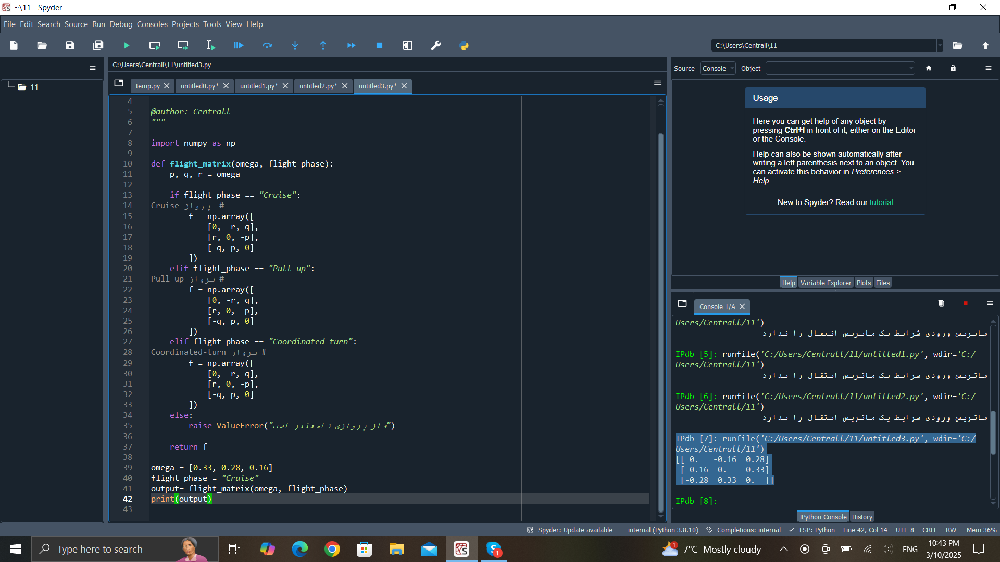 ~\11 - Spyder
File Edit Search Source Run Debug Consoles Projects Tools View Help
C:\Users\Centrall\11
11
C:\Users\Centrall\11\untitled3.py
temp.py untitled0.py* untitled1.py* untitled2.py* untitled3.py*
4
5 @author: Centrall
6 """
7
8 import numpy as np
9
10 def flight_matrix(omega, flight_phase):
11 p, q, r = omega
12
13 if flight_phase == "Cruise":
14 # پرواز Cruise
15 f = np.array([
16 [0, -r, q],
17 [r, 0, -p],
18 [-q, p, 0]
19 ])
20 elif flight_phase == "Pull-up":
21 # پرواز Pull-up
22 f = np.array([
23 [0, -r, q],
24 [r, 0, -p],
25 [-q, p, 0]
26 ])
27 elif flight_phase == "Coordinated-turn":
28 # پرواز Coordinated-turn
29 f = np.array([
30 [0, -r, q],
31 [r, 0, -p],
32 [-q, p, 0]
33 ])
34 else:
35 raise ValueError("فاز پروازی نامعتبر است")
36
37 return f
38
39 omega = [0.33, 0.28, 0.16]
40 flight_phase = "Cruise"
41 output= flight_matrix(omega, flight_phase)
42 print(output)
43
Source Console Object
Usage
Here you can get help of any object by
pressing Ctrl+I in front of it, either on the Editor
or the Console.
Help can also be shown automatically after
writing a left parenthesis next to an object. You
can activate this behavior in Preferences >
Help.
New to Spyder? Read our tutorial
Help Variable Explorer Plots Files
Console 1/A
Users/Centrall/11')
ماتریس ورودی شرایط یک ماتریس انتقال را ندارد
IPdb [5]: runfile('C:/Users/Centrall/11/untitled1.py', wdir='C:/
Users/Centrall/11')
ماتریس ورودی شرایط یک ماتریس انتقال را ندارد
IPdb [6]: runfile('C:/Users/Centrall/11/untitled2.py', wdir='C:/
Users/Centrall/11')
ماتریس ورودی شرایط یک ماتریس انتقال را ندارد
IPdb [7]: runfile('C:/Users/Centrall/11/untitled3.py', wdir='C:/
Users/Centrall/11')
[[ 0. -0.16 0.28]
[ 0.16 0. -0.33]
[-0.28 0.33 0. ]]
IPdb [8]:
IPython Console History
Spyder: Update available internal (Python 3.8.10) Completions: internal LSP: Python Line 42, Col 14 UTF-8 CRLF RW Mem 36%
Type here to search
1
1
7°C Mostly cloudy
ENG
10:43 PM
3/10/2025